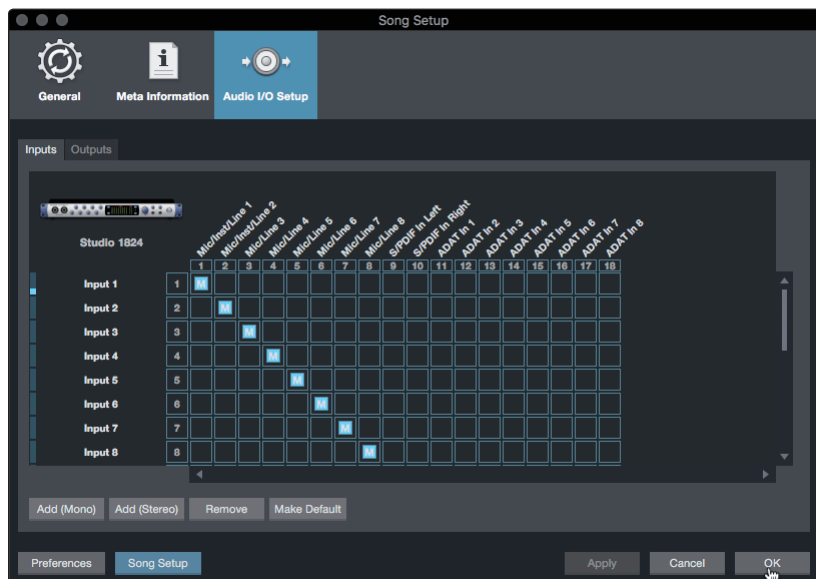 Song Setup
General Meta Information Audio I/O Setup
Inputs Outputs
Studio 1824
Mic/Inst/Line 1 Mic/Inst/Line 2 Mic/Line 3 Mic/Line 4 Mic/Line 5 Mic/Line 6 Mic/Line 7 Mic/Line 8 S/PDIF In Left S/PDIF In Right ADAT In 1 ADAT In 2 ADAT In 3 ADAT In 4 ADAT In 5 ADAT In 6 ADAT In 7 ADAT In 8
1 2 3 4 5 6 7 8 9 10 11 12 13 14 15 16 17 18
Input 1 1 M
Input 2 2 M
Input 3 3 M
Input 4 4 M
Input 5 5 M
Input 6 6 M
Input 7 7 M
Input 8 8 M
Add (Mono) Add (Stereo) Remove Make Default
Preferences Song Setup Apply Cancel OK